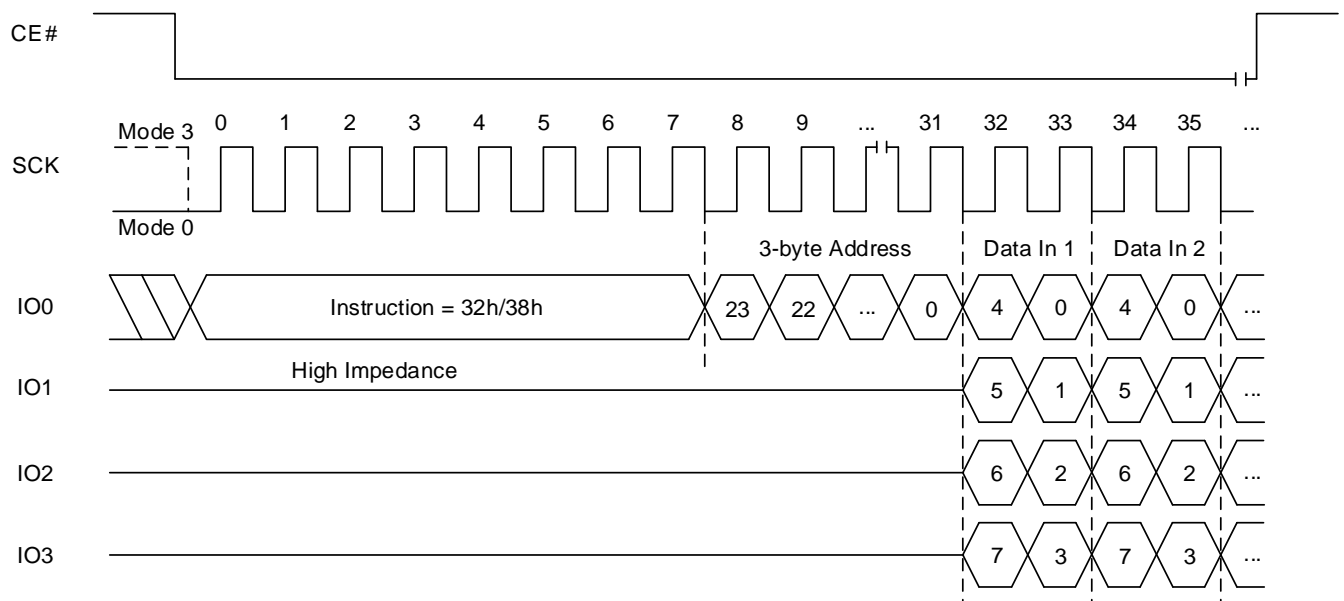 CE#
Mode 3 0 1 2 3 4 5 6 7 8 9 ... 31 32 33 34 35 ...
SCK
Mode 0
3-byte Address Data In 1 Data In 2
IO0 Instruction = 32h/38h 23 22 ... 0 4 0 4 0 ...
High Impedance
IO1 5 1 5 1 ...
IO2 6 2 6 2 ...
IO3 7 3 7 3 ...